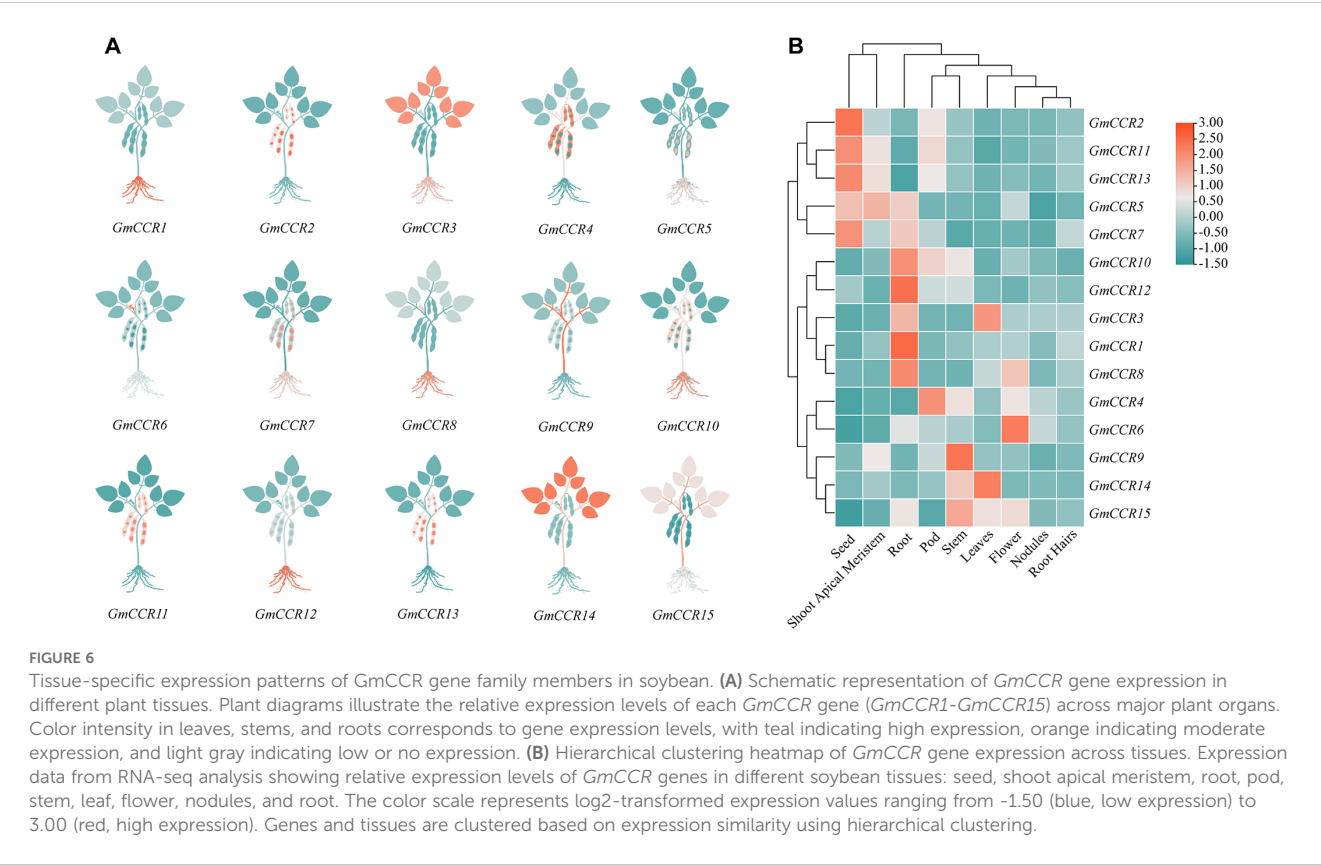 A
GmCCR1 GmCCR2 GmCCR3 GmCCR4 GmCCR5
GmCCR6 GmCCR7 GmCCR8 GmCCR9 GmCCR10
GmCCR11 GmCCR12 GmCCR13 GmCCR14 GmCCR15
B
GmCCR2
GmCCR11
GmCCR13
GmCCR5
GmCCR7
GmCCR10
GmCCR12
GmCCR3
GmCCR1
GmCCR8
GmCCR4
GmCCR6
GmCCR9
GmCCR14
GmCCR15
Seed
Shoot Apical Meristem
Root
Pod
Stem
Leaves
Flower
Nodules
Root Hairs
3.00
2.50
2.00
1.50
1.00
0.50
0.00
-0.50
-1.00
-1.50
FIGURE 6
Tissue-specific expression patterns of GmCCR gene family members in soybean. (A) Schematic representation of GmCCR gene expression in
different plant tissues. Plant diagrams illustrate the relative expression levels of each GmCCR gene (GmCCR1-GmCCR15) across major plant organs.
Color intensity in leaves, stems, and roots corresponds to gene expression levels, with teal indicating high expression, orange indicating moderate
expression, and light gray indicating low or no expression. (B) Hierarchical clustering heatmap of GmCCR gene expression across tissues. Expression
data from RNA-seq analysis showing relative expression levels of GmCCR genes in different soybean tissues: seed, shoot apical meristem, root, pod,
stem, leaf, flower, nodules, and root. The color scale represents log2-transformed expression values ranging from -1.50 (blue, low expression) to
3.00 (red, high expression). Genes and tissues are clustered based on expression similarity using hierarchical clustering.